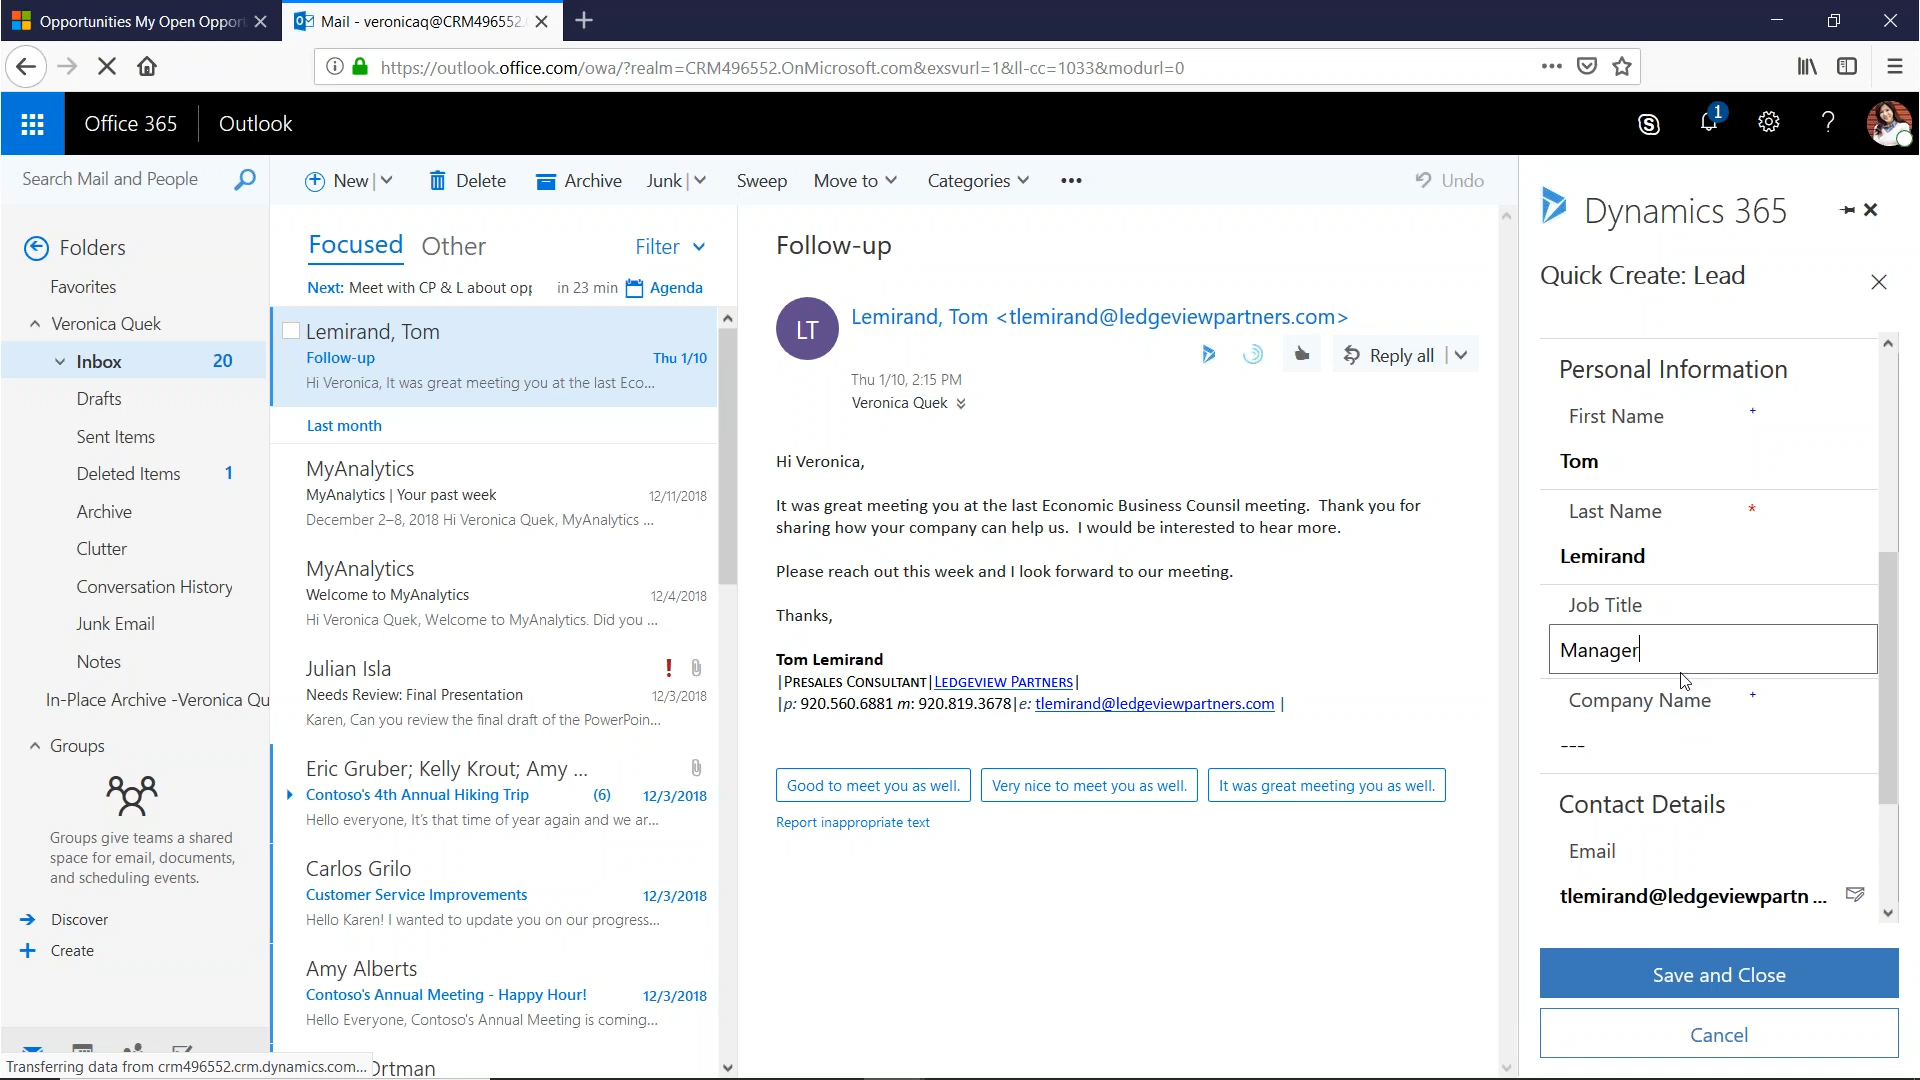 Opportunities My Open Oppor
Mail - veronicaq@CRM496552.
https://outlook.office.com/owa/?realm=CRM496552.OnMicrosoft.com&exsvurl=1&ll-cc=1033&modurl=0
Office 365
Outlook
1
?
Search Mail and People
New
Delete
Archive
Junk
Sweep
Move to
Categories
Undo
Folders
Favorites
Veronica Quek
Inbox 20
Drafts
Sent Items
Deleted Items 1
Archive
Clutter
Conversation History
Junk Email
Notes
In-Place Archive -Veronica Qu
Groups
Groups give teams a shared
space for email, documents,
and scheduling events.
Discover
Create
Transferring data from crm496552.crm.dynamics.com...
Focused Other Filter
Next: Meet with CP & L about opp in 23 min Agenda
Lemirand, Tom
Follow-up Thu 1/10
Hi Veronica, It was great meeting you at the last Eco...
Last month
MyAnalytics
MyAnalytics | Your past week 12/11/2018
December 2–8, 2018 Hi Veronica Quek, MyAnalytics ...
MyAnalytics
Welcome to MyAnalytics 12/4/2018
Hi Veronica Quek, Welcome to MyAnalytics. Did you ...
Julian Isla
Needs Review: Final Presentation 12/3/2018
Karen, Can you review the final draft of the PowerPoin...
Eric Gruber; Kelly Krout; Amy ...
Contoso's 4th Annual Hiking Trip (6) 12/3/2018
Hello everyone, It's that time of year again and we ar...
Carlos Grilo
Customer Service Improvements 12/3/2018
Hello Karen! I wanted to update you on our progress...
Amy Alberts
Contoso's Annual Meeting - Happy Hour! 12/3/2018
Hello Everyone, Contoso's Annual Meeting is coming...
Ortman
Follow-up
LT
Lemirand, Tom <tlemirand@ledgeviewpartners.com>
Reply all
Thu 1/10, 2:15 PM
Veronica Quek
Hi Veronica,
It was great meeting you at the last Economic Business Counsil meeting. Thank you for
sharing how your company can help us. I would be interested to hear more.
Please reach out this week and I look forward to our meeting.
Thanks,
Tom Lemirand
|PRESALES CONSULTANT|LEDGEVIEW PARTNERS|
|p: 920.560.6881 m: 920.819.3678|e: tlemirand@ledgeviewpartners.com |
Good to meet you as well.
Very nice to meet you as well.
It was great meeting you as well.
Report inappropriate text
Dynamics 365
Quick Create: Lead
Personal Information
First Name +
Tom
Last Name *
Lemirand
Job Title
Manager
Company Name +
---
Contact Details
Email
tlemirand@ledgeviewpartn ...
Save and Close
Cancel